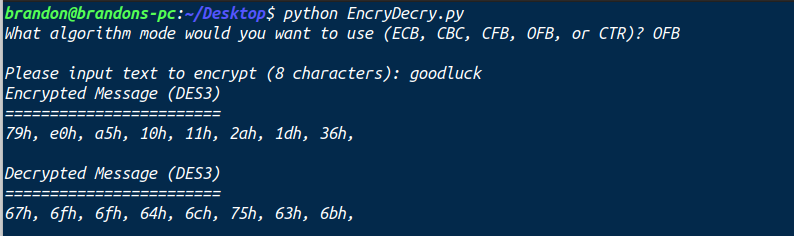 brandon@brandons-pc:~/Desktop$ python EncryDecry.py
What algorithm mode would you want to use (ECB, CBC, CFB, OFB, or CTR)? OFB
Please input text to encrypt (8 characters): goodluck
Encrypted Message (DES3)
=========================
79h, e0h, a5h, 10h, 11h, 2ah, 1dh, 36h,
Decrypted Message (DES3)
=========================
67h, 6fh, 6fh, 64h, 6ch, 75h, 63h, 6bh,